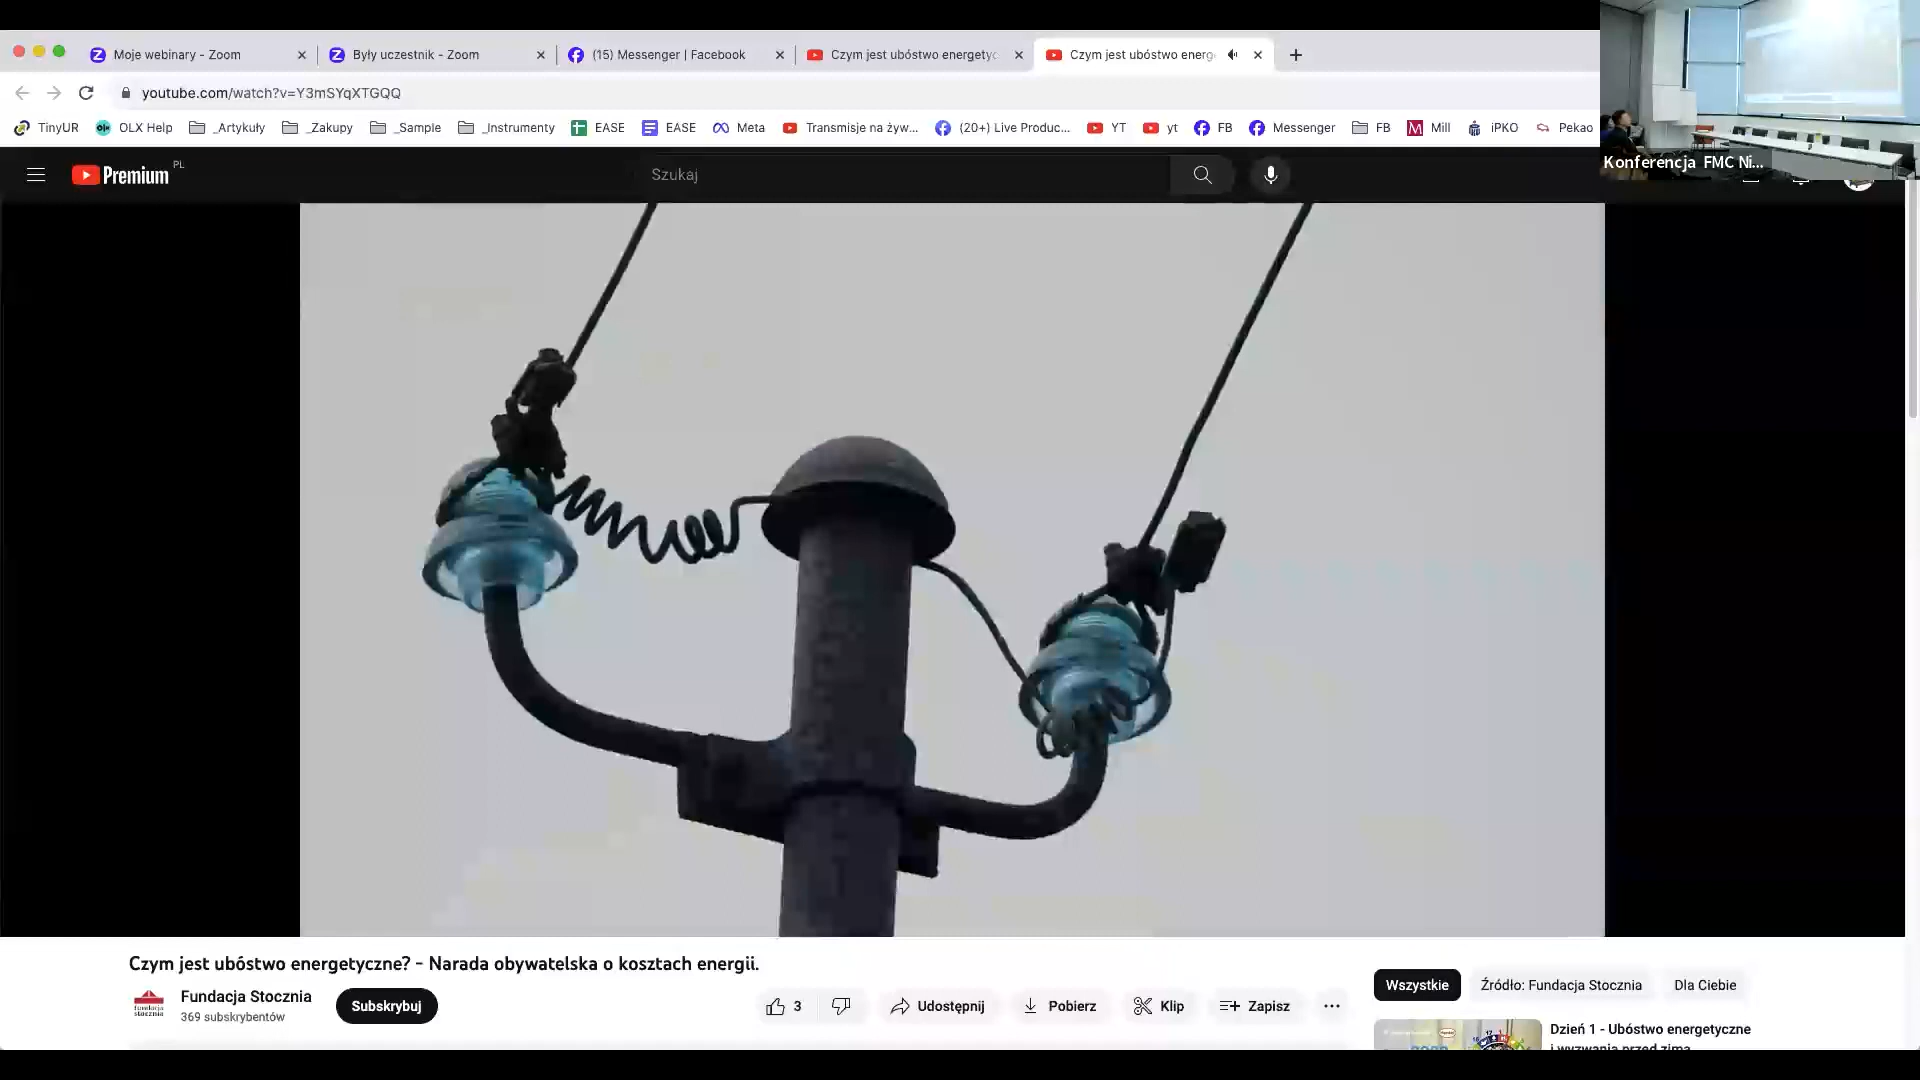 Moje webinary - Zoom
Były uczestnik - Zoom
(15) Messenger | Facebook
Czym jest ubóstwo energetyc
Czym jest ubóstwo energ
youtube.com/watch?v=Y3mSYqXTGQQ
TinyUR
OLX Help
_Artykuły
_Zakupy
_Sample
_Instrumenty
EASE
EASE
Meta
Transmisje na żyw...
(20+) Live Produc...
YT
yt
FB
Messenger
FB
Mill
iPKO
Pekao
Konferencja FMC Ni...
Premium PL
Szukaj
Czym jest ubóstwo energetyczne? - Narada obywatelska o kosztach energii.
Fundacja Stocznia
369 subskrybentów
Subskrybuj
3
Udostępnij
Pobierz
Klip
Zapisz
Wszystkie
Źródło: Fundacja Stocznia
Dla Ciebie
Dzień 1 - Ubóstwo energetyczne
i wyzwania przed zimą